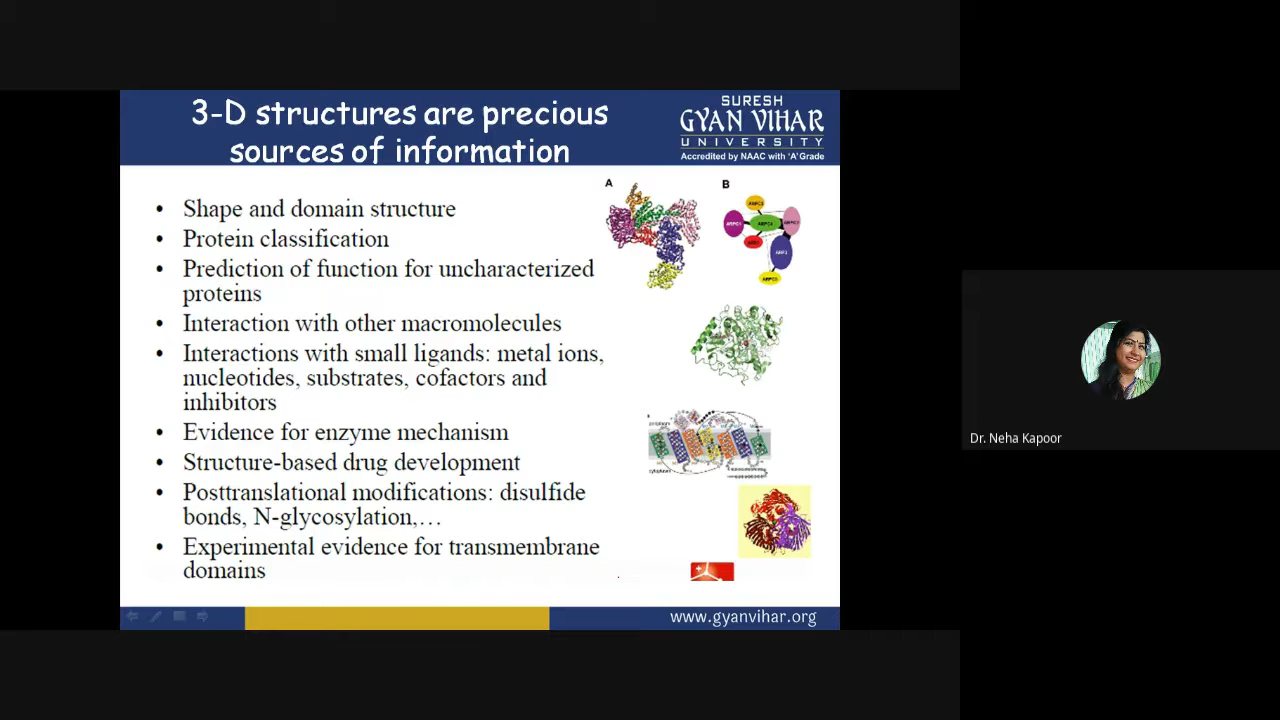 3-D structures are precious
sources of information
SURESH
GYAN VIHAR
UNIVERSITY
Accredited by NAAC with 'A' Grade
• Shape and domain structure
• Protein classification
• Prediction of function for uncharacterized
proteins
• Interaction with other macromolecules
• Interactions with small ligands: metal ions,
nucleotides, substrates, cofactors and
inhibitors
• Evidence for enzyme mechanism
• Structure-based drug development
• Posttranslational modifications: disulfide
bonds, N-glycosylation,…
• Experimental evidence for transmembrane
domains
A
B
www.gyanvihar.org
Dr. Neha Kapoor